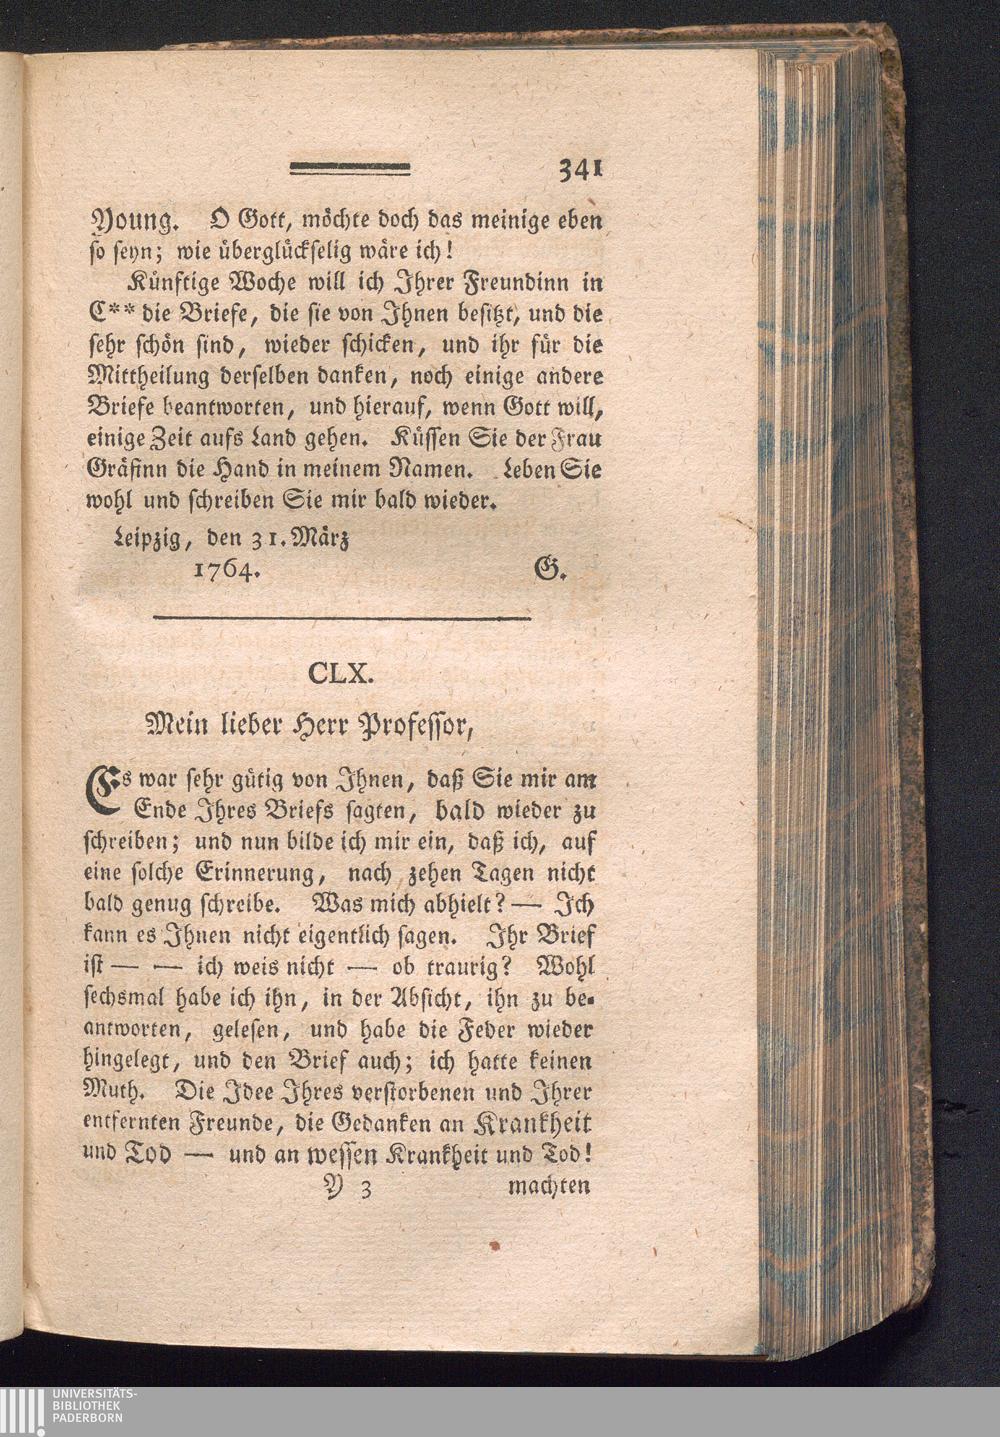 341
Young. O Gott, möchte doch das meinige eben
so seyn; wie überglückselig wäre ich!
Künftige Woche will ich Ihrer Freundinn in
C** die Briefe, die sie von Ihnen besitzt, und die
sehr schön sind, wieder schicken, und ihr für die
Mittheilung derselben danken, noch einige andere
Briefe beantworten, und hierauf, wenn Gott will,
einige Zeit aufs Land gehen. Küssen Sie der Frau
Gräfinn die Hand in meinem Namen. Leben Sie
wohl und schreiben Sie mir bald wieder.
Leipzig, den 31. März
1764. G.
CLX.
Mein lieber Herr Professor,
Es war sehr gütig von Ihnen, daß Sie mir am
Ende Ihres Briefs sagten, bald wieder zu
schreiben; und nun bilde ich mir ein, daß ich, auf
eine solche Erinnerung, nach zehen Tagen nicht
bald genug schreibe. Was mich abhielt? — Ich
kann es Ihnen nicht eigentlich sagen. Ihr Brief
ist — — ich weis nicht — ob traurig? Wohl
sechsmal habe ich ihn, in der Absicht, ihn zu be-
antworten, gelesen, und habe die Feder wieder
hingelegt, und den Brief auch; ich hatte keinen
Muth. Die Idee Ihres verstorbenen und Ihrer
entfernten Freunde, die Gedanken an Krankheit
und Tod — und an wessen Krankheit und Tod!
Y 3 machten
UNIVERSITÄTS-
BIBLIOTHEK
PADERBORN